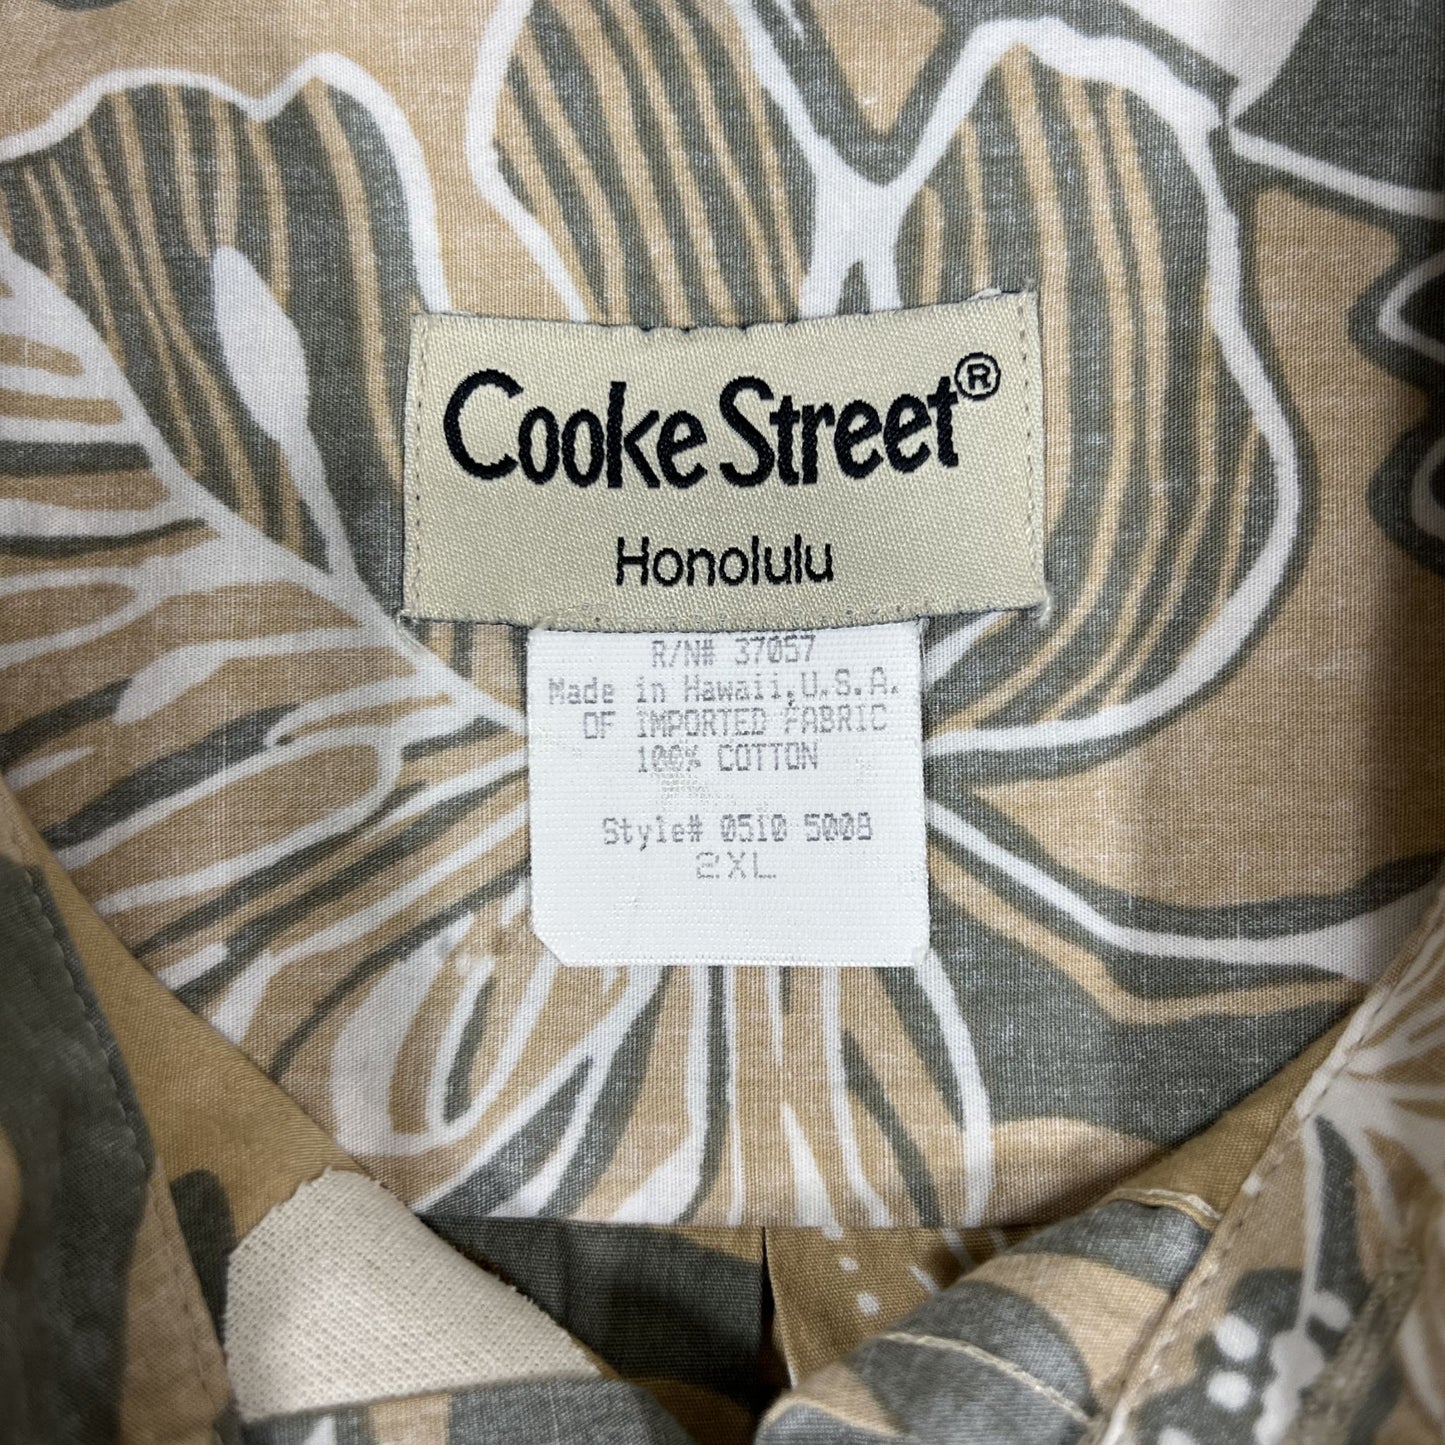 Cooke Street®
Honolulu
R/N# 37057
Made in Hawaii, U.S.A.
OF IMPORTED FABRIC
100% COTTON
Style# 0510 5008
2XL